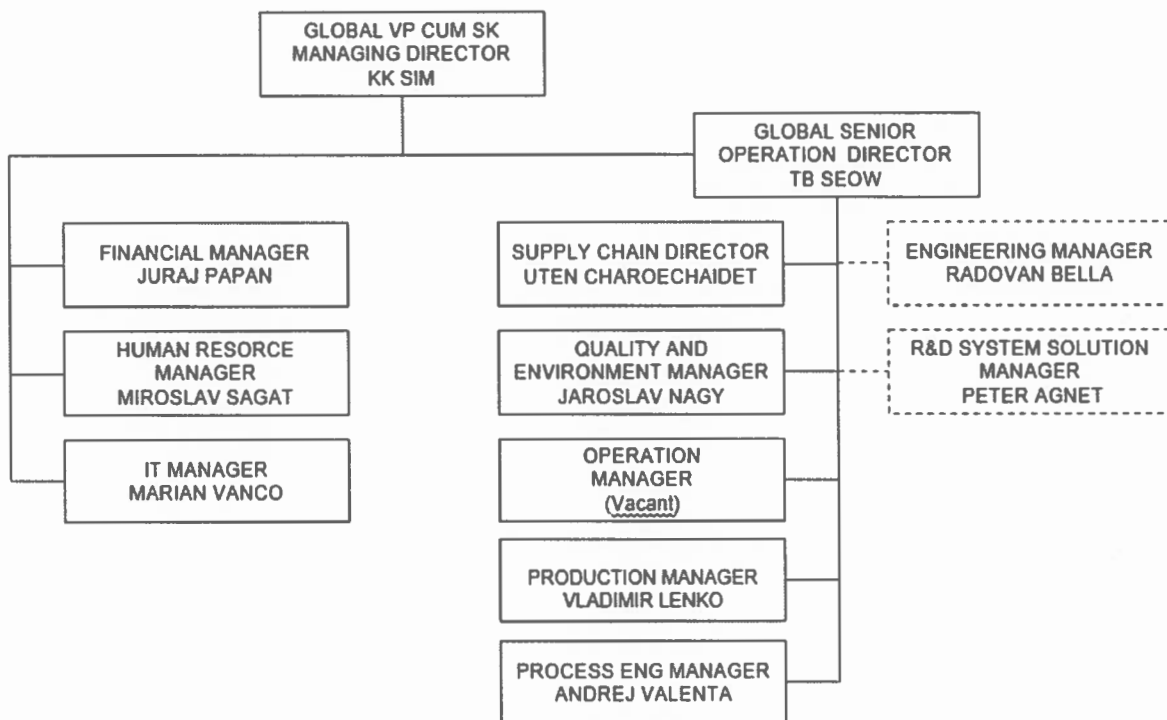 GLOBAL VP CUM SK
MANAGING DIRECTOR
KK SIM
GLOBAL SENIOR
OPERATION DIRECTOR
TB SEOW
FINANCIAL MANAGER
JURAJ PAPAN
SUPPLY CHAIN DIRECTOR
UTEN CHAROECHAIDET
ENGINEERING MANAGER
RADOVAN BELLA
HUMAN RESORCE
MANAGER
MIROSLAV SAGAT
QUALITY AND
ENVIRONMENT MANAGER
JAROSLAV NAGY
R&D SYSTEM SOLUTION
MANAGER
PETER AGNET
IT MANAGER
MARIAN VANCO
OPERATION
MANAGER
(Vacant)
PRODUCTION MANAGER
VLADIMIR LENKO
PROCESS ENG MANAGER
ANDREJ VALENTA